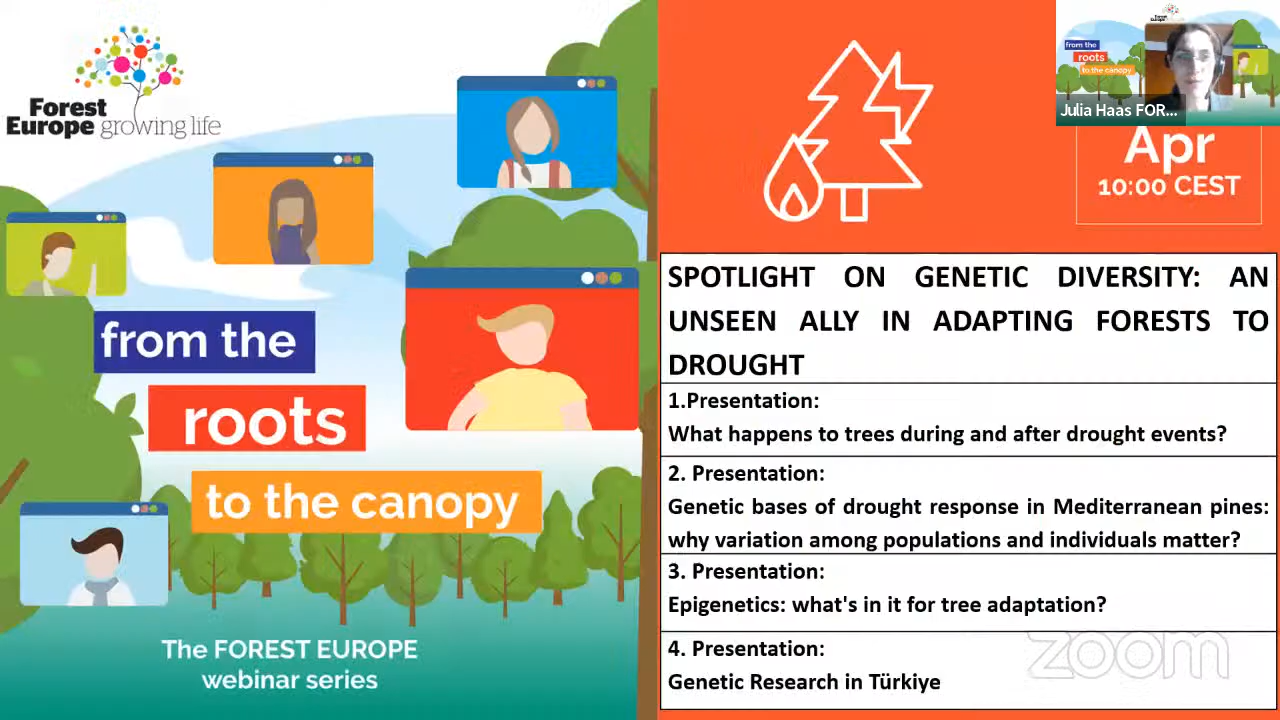 Forest
Europe growing life
from the
roots
to the canopy
The FOREST EUROPE
webinar series
from the
roots
to the canopy
Julia Haas FOR...
Apr
10:00 CEST
SPOTLIGHT ON GENETIC DIVERSITY: AN
UNSEEN ALLY IN ADAPTING FORESTS TO
DROUGHT
1.Presentation:
What happens to trees during and after drought events?
2. Presentation:
Genetic bases of drought response in Mediterranean pines:
why variation among populations and individuals matter?
3. Presentation:
Epigenetics: what's in it for tree adaptation?
4. Presentation:
Genetic Research in Türkiye
zoom